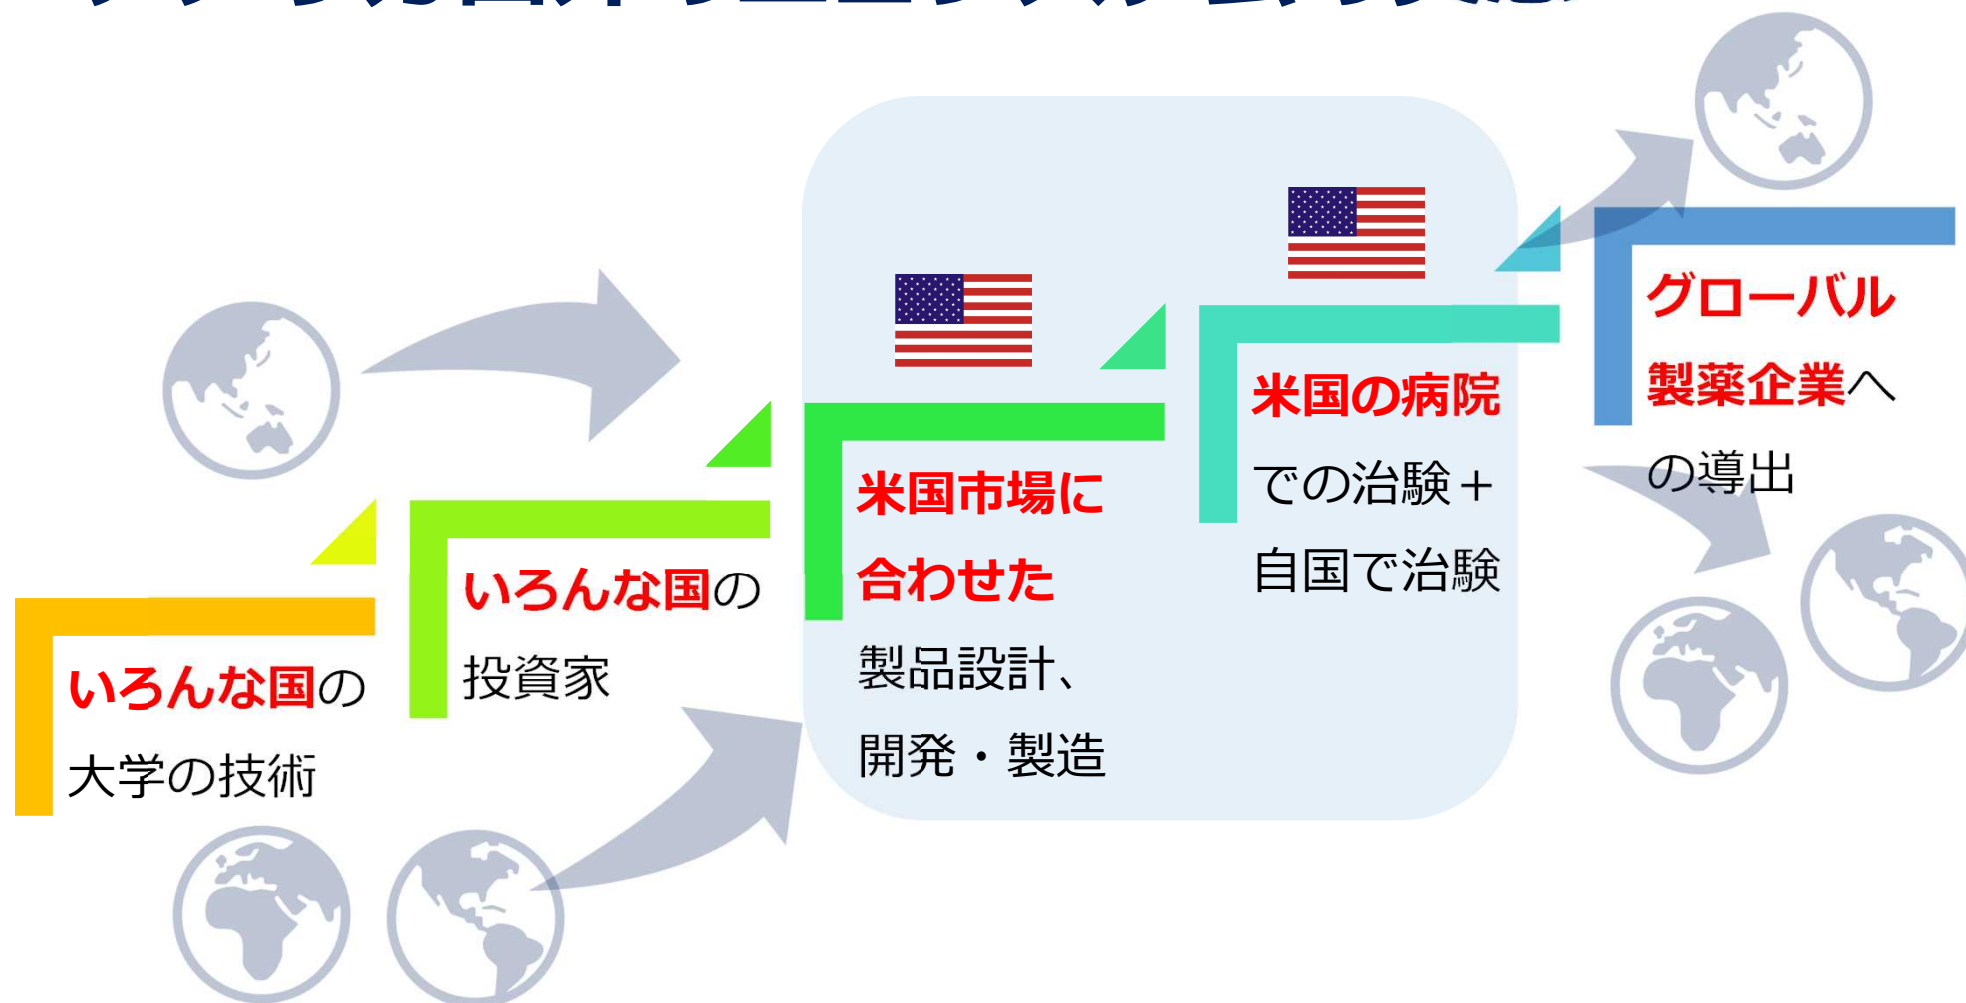 いろんな国の
大学の技術
いろんな国の
投資家
米国市場に
合わせた
製品設計、
開発・製造
米国の病院
での治験＋
自国で治験
グローバル
製薬企業へ
の導出